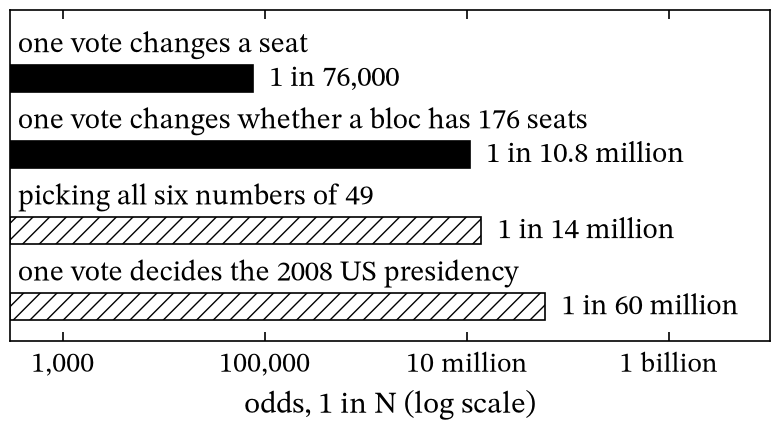 one vote changes a seat
1 in 76,000
one vote changes whether a bloc has 176 seats
1 in 10.8 million
picking all six numbers of 49
1 in 14 million
one vote decides the 2008 US presidency
1 in 60 million
1,000 100,000 10 million 1 billion
odds, 1 in N (log scale)